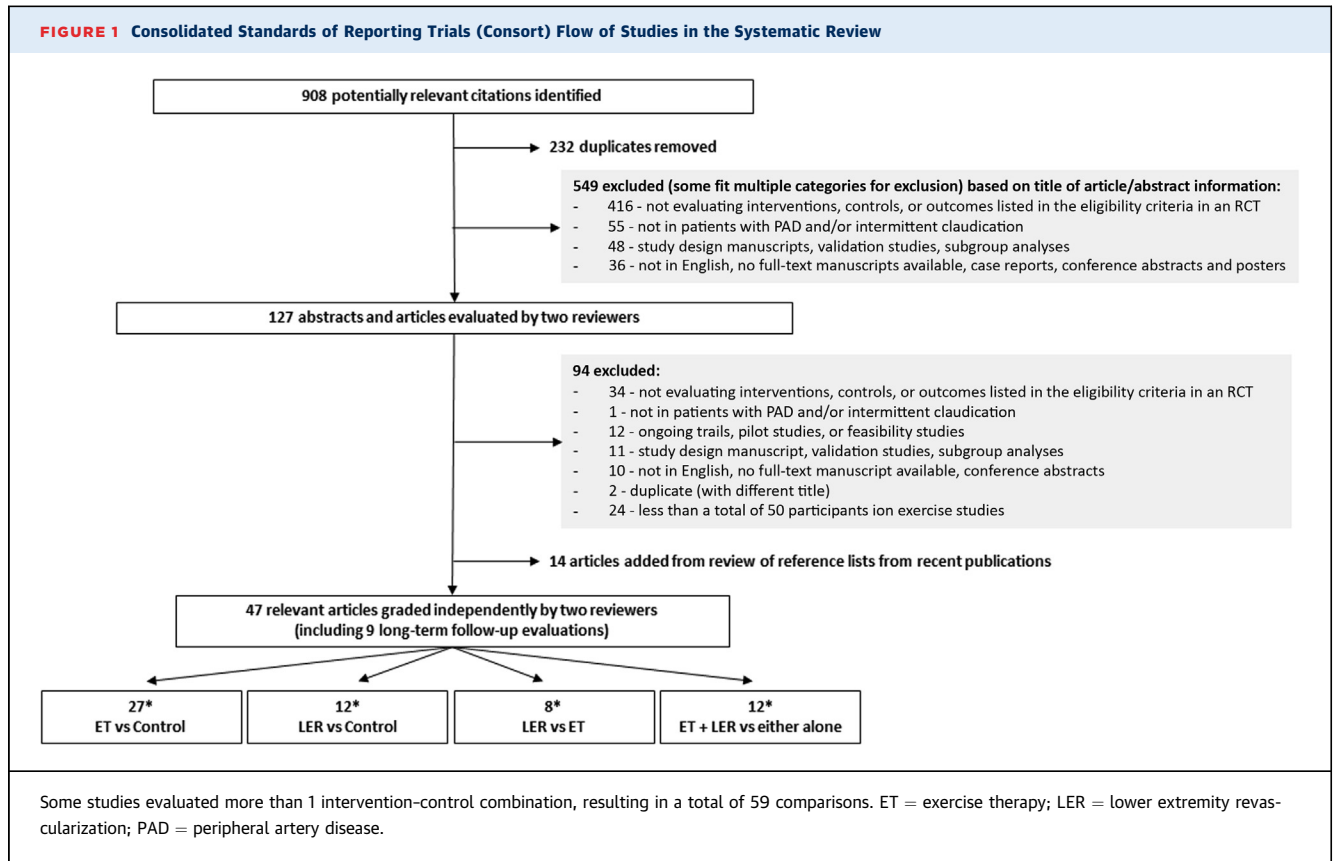 FIGURE 1 Consolidated Standards of Reporting Trials (Consort) Flow of Studies in the Systematic Review
908 potentially relevant citations identified
232 duplicates removed
549 excluded (some fit multiple categories for exclusion) based on title of article/abstract information:
- 416 - not evaluating interventions, controls, or outcomes listed in the eligibility criteria in an RCT
- 55 - not in patients with PAD and/or intermittent claudication
- 48 - study design manuscripts, validation studies, subgroup analyses
- 36 - not in English, no full-text manuscripts available, case reports, conference abstracts and posters
127 abstracts and articles evaluated by two reviewers
94 excluded:
- 34 - not evaluating interventions, controls, or outcomes listed in the eligibility criteria in an RCT
- 1 - not in patients with PAD and/or intermittent claudication
- 12 - ongoing trails, pilot studies, or feasibility studies
- 11 - study design manuscript, validation studies, subgroup analyses
- 10 - not in English, no full-text manuscript available, conference abstracts
- 2 - duplicate (with different title)
- 24 - less than a total of 50 participants ion exercise studies
14 articles added from review of reference lists from recent publications
47 relevant articles graded independently by two reviewers
(including 9 long-term follow-up evaluations)
27*
ET vs Control
12*
LER vs Control
8*
LER vs ET
12*
ET + LER vs either alone
Some studies evaluated more than 1 intervention-control combination, resulting in a total of 59 comparisons. ET = exercise therapy; LER = lower extremity revas-
cularization; PAD = peripheral artery disease.